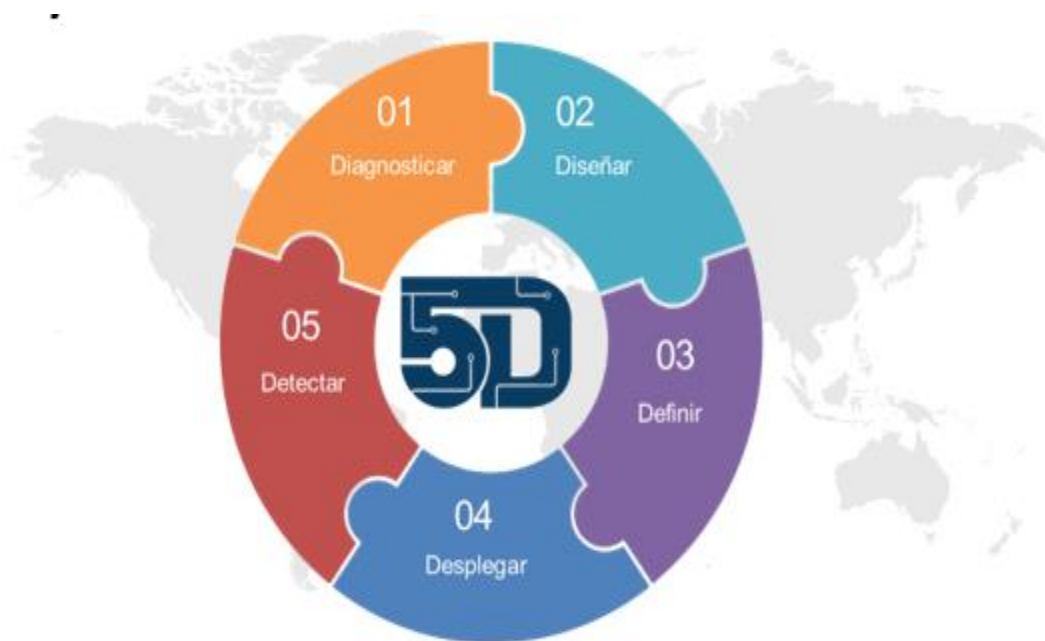 01
Diagnosticar
02
Diseñar
03
Definir
04
Desplegar
05
Detectar
5D